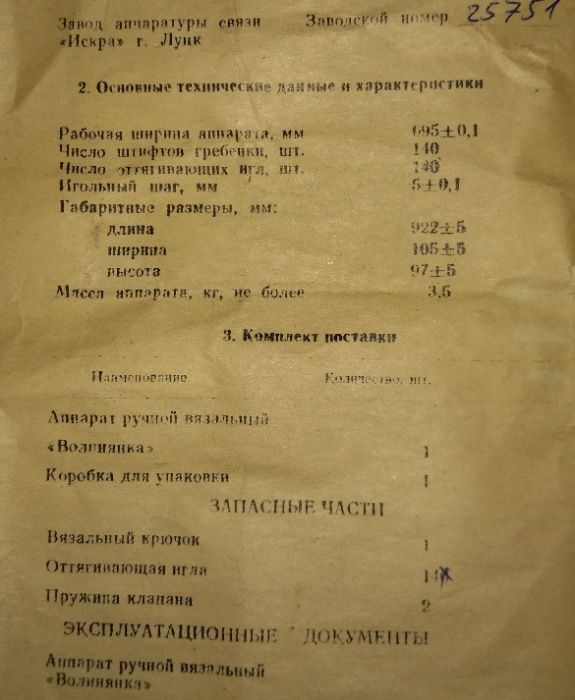 Завод аппаратуры связи Заводской номер 25751
«Искра» г. Луцк
2. Основные технические данные и характеристики
Рабочая ширина аппарата, мм 695±0,1
Число штифтов гребенки, шт. 140
Число оттягивающих игл, шт. 140
Игольный шаг, мм 5±0,1
Габаритные размеры, мм:
длина 922±5
ширина 105±5
высота 97±5
Масса аппарата, кг, не более 3,5
3. Комплект поставки
Наименование Количество, шт.
Аппарат ручной вязальный
«Волинянка» 1
Коробка для упаковки 1
ЗАПАСНЫЕ ЧАСТИ
Вязальный крючок 1
Оттягивающая игла
Пружина клапана 2
ЭКСПЛУАТАЦИОННЫЕ ДОКУМЕНТЫ
Аппарат ручной вязальный
«Волинянка»